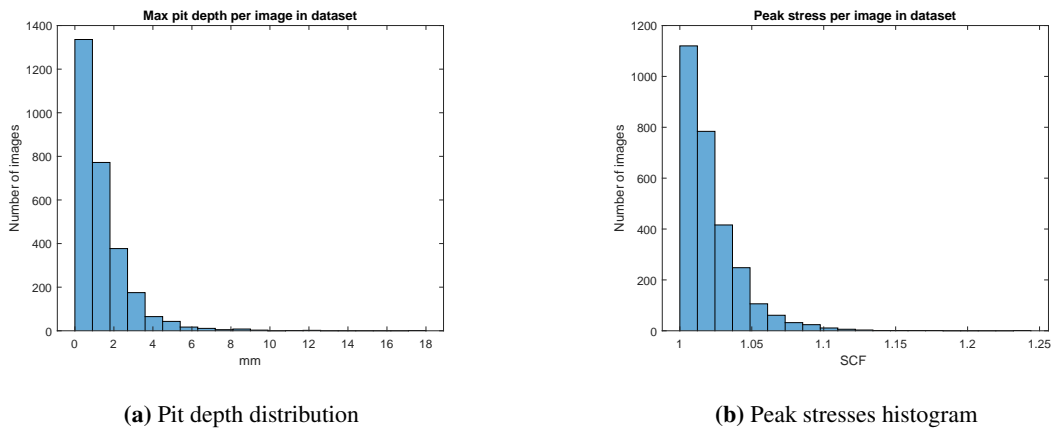 Max pit depth per image in dataset
1400
1200
1000
800
600
400
200
0
Number of images
0 2 4 6 8 10 12 14 16 18
mm
(a) Pit depth distribution
Peak stress per image in dataset
1200
1000
800
600
400
200
0
Number of images
1 1.05 1.1 1.15 1.2 1.25
SCF
(b) Peak stresses histogram